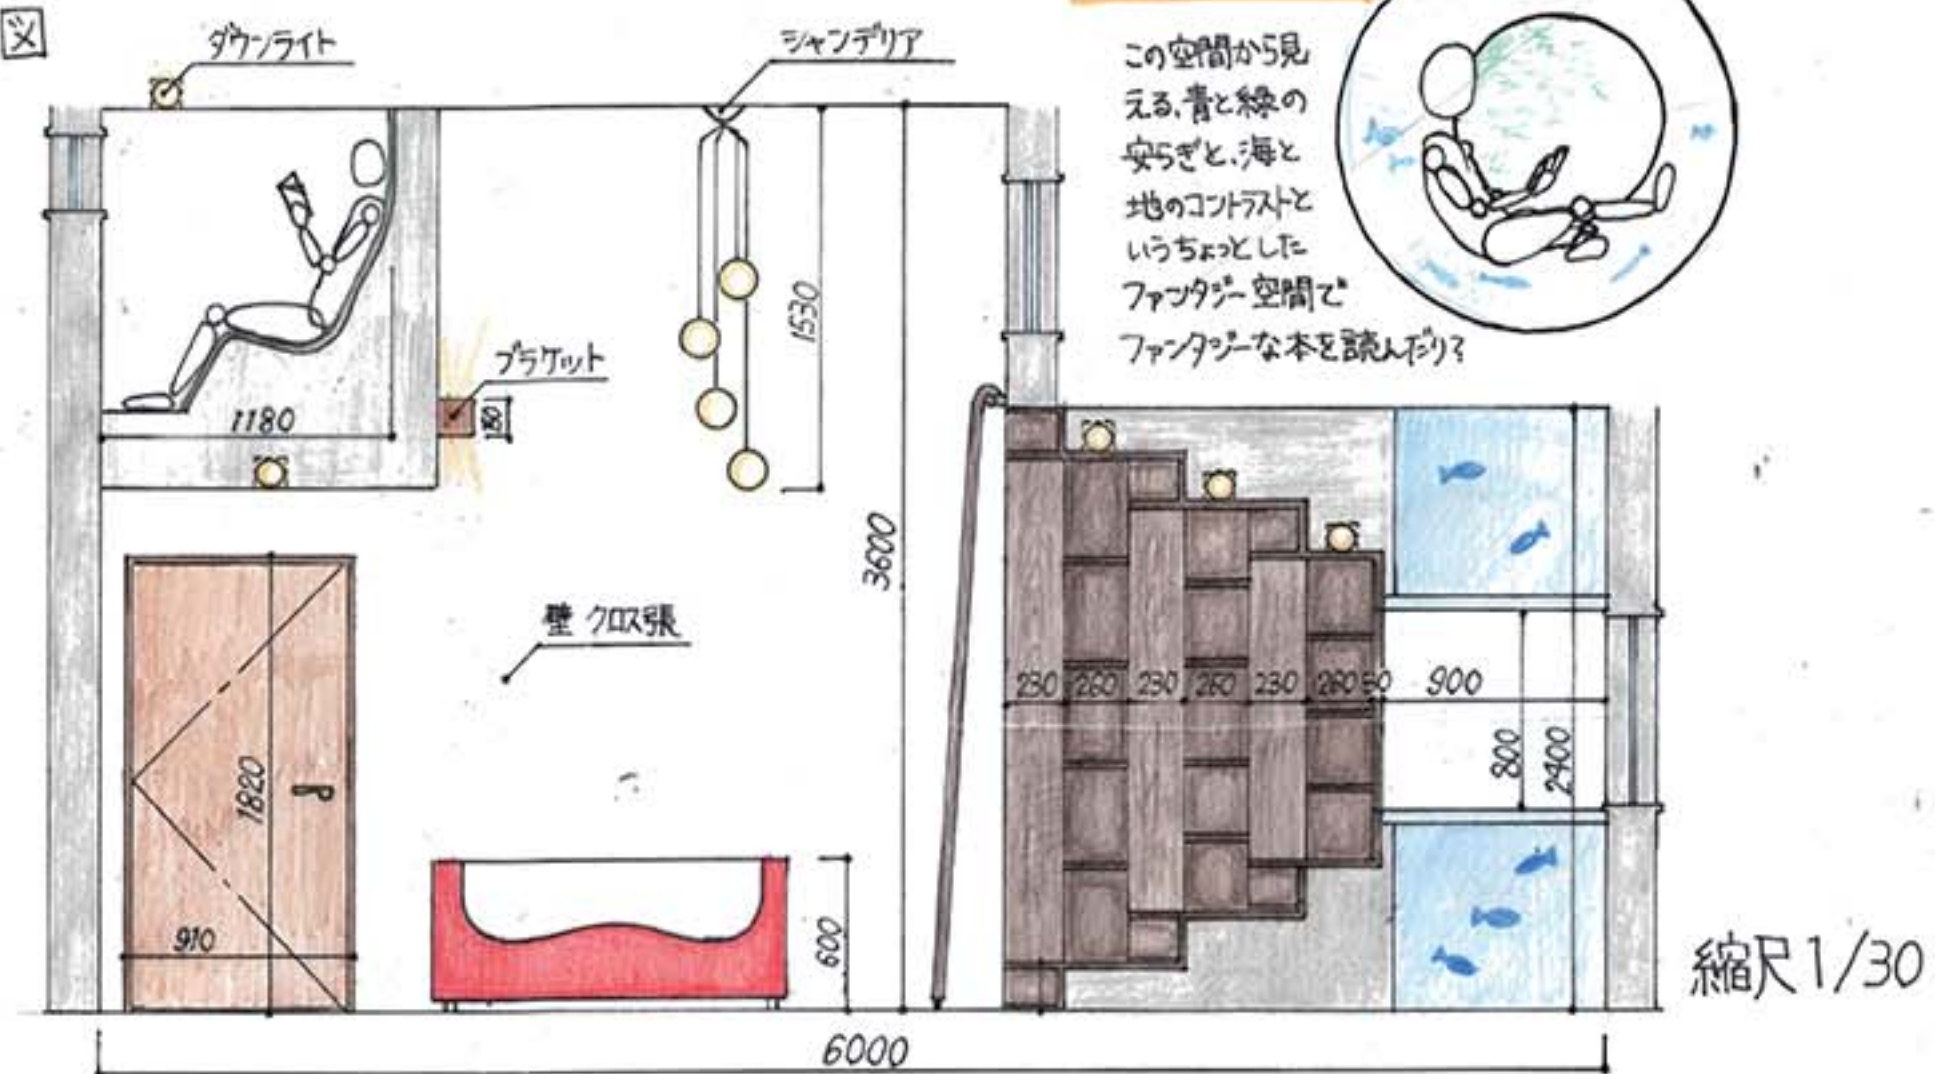 図
ダウンライト
シャンデリア
この空間から見
える、青と緑の
安らぎと、海と
地のコントラストと
いうちょっとした
ファンタジー空間で
ファンタジーな本を読んだり?
1530
ブラケット
1180
150
3600
壁 クロス張
230 260 230 260 230 260 30 900
1820
800
2400
910
600
縮尺1/30
6000